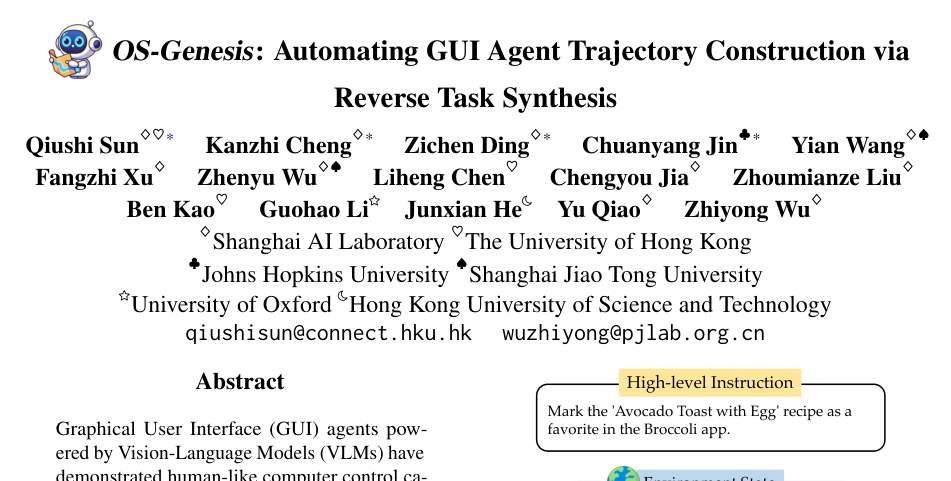 OS-Genesis: Automating GUI Agent Trajectory Construction via
Reverse Task Synthesis
Qiushi Sun♢♡* Kanzhi Cheng♢* Zichen Ding♢* Chuanyang Jin♣* Yian Wang♢♠
Fangzhi Xu♢ Zhenyu Wu♢♠ Liheng Chen♡ Chengyou Jia♢ Zhoumianze Liu♢
Ben Kao♡ Guohao Li☆ Junxian He☾ Yu Qiao♢ Zhiyong Wu♢
♢Shanghai AI Laboratory ♡The University of Hong Kong
♣Johns Hopkins University ♠Shanghai Jiao Tong University
☆University of Oxford ☾Hong Kong University of Science and Technology
qiushisun@connect.hku.hk wuzhiyong@pjlab.org.cn
Abstract
Graphical User Interface (GUI) agents pow-
ered by Vision-Language Models (VLMs) have
demonstrated human-like computer control ca-
High-level Instruction
Mark the 'Avocado Toast with Egg' recipe as a
favorite in the Broccoli app.
Environment State